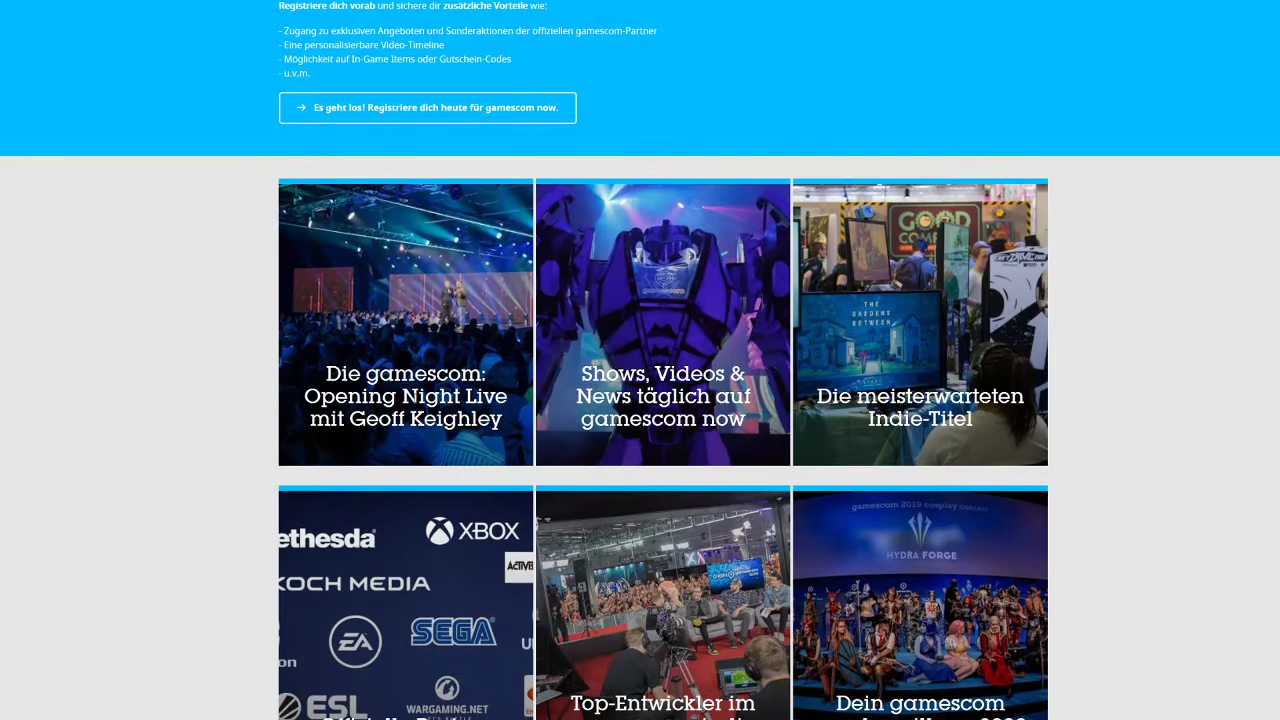 Registriere dich vorab und sichere dir zusätzliche Vorteile wie:
- Zugang zu exklusiven Angeboten und Sonderaktionen der offiziellen gamescom-Partner
- Eine personalisierbare Video-Timeline
- Möglichkeit auf In-Game Items oder Gutschein-Codes
- u.v.m.
→ Es geht los! Registriere dich heute für gamescom now.
GOOD
THE
GARDENS
BETWEEN
Die gamescom:
Opening Night Live
mit Geoff Keighley
Shows, Videos &
News täglich auf
gamescom now
Die meisterwarteten
Indie-Titel
ethesda
XBOX
KOCH MEDIA
EA
SEGA
ESL
WARGAMING.NET
gamescom 2019 cosplay contest
HYDRA FORGE
Top-Entwickler im
Dein gamescom